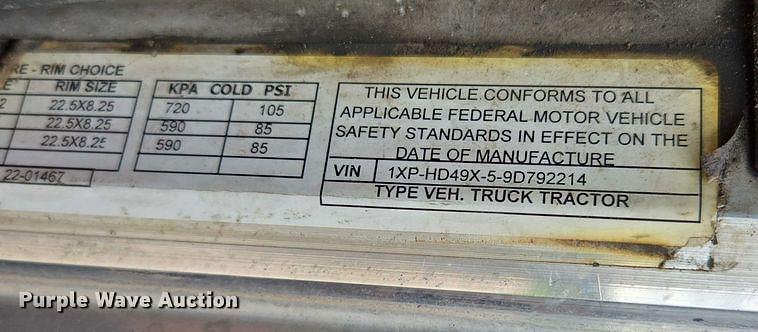 RE - RIM CHOICE
RIM SIZE
22.5X8.25
22.5X8.25
22.5X8.25
22-01467
KPA COLD PSI
720 105
590 85
590 85
THIS VEHICLE CONFORMS TO ALL
APPLICABLE FEDERAL MOTOR VEHICLE
SAFETY STANDARDS IN EFFECT ON THE
DATE OF MANUFACTURE
VIN 1XP-HD49X-5-9D792214
TYPE VEH. TRUCK TRACTOR
Purple Wave Auction